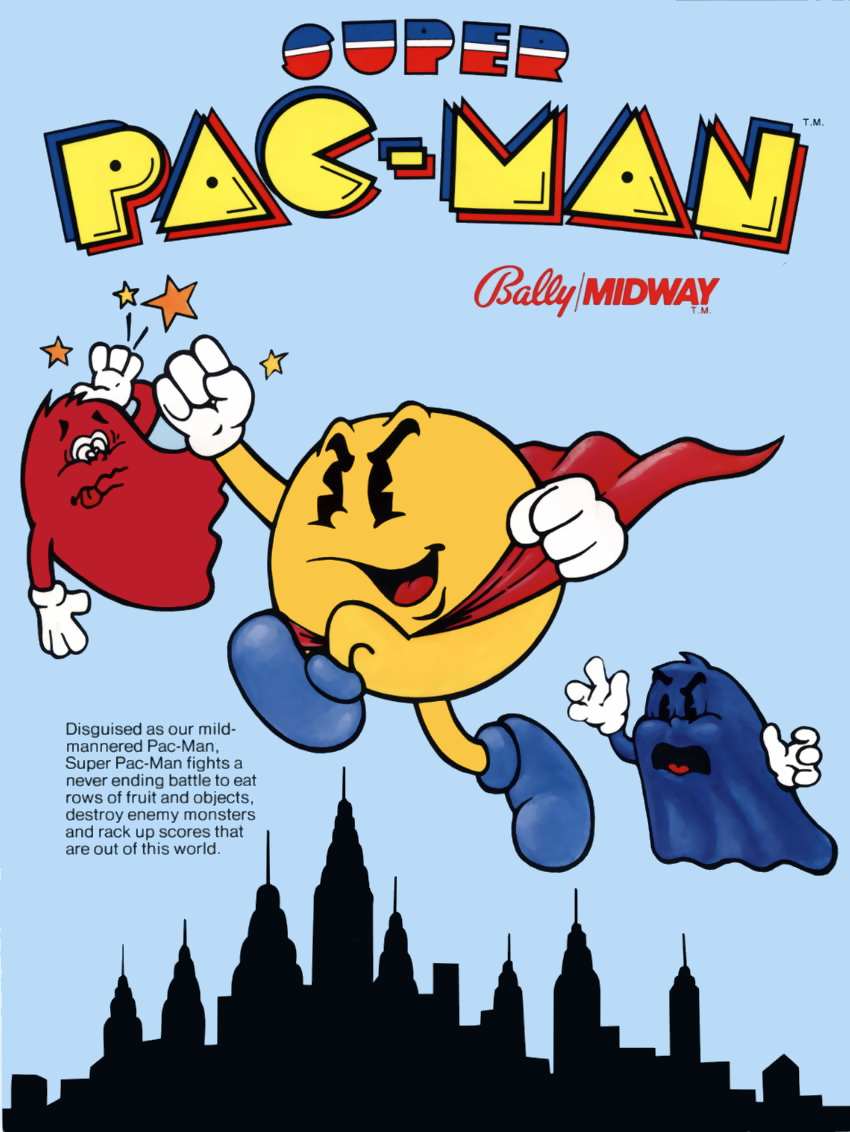 SUPER
PAC-MAN T.M.
Bally/MIDWAY
T.M.
Disguised as our mild-
mannered Pac-Man,
Super Pac-Man fights a
never ending battle to eat
rows of fruit and objects,
destroy enemy monsters
and rack up scores that
are out of this world.